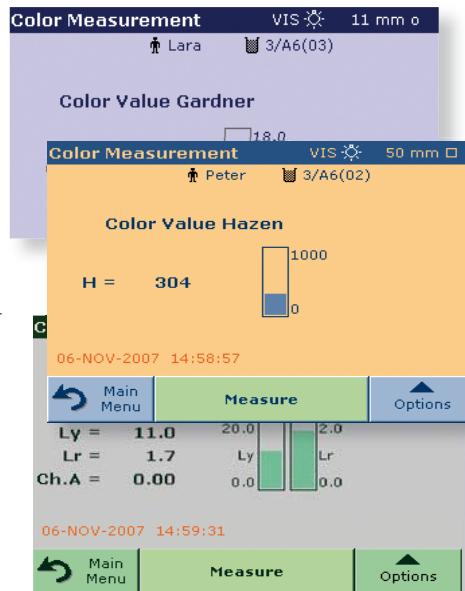 Color Measurement VIS 11 mm o
Lara 3/A6(03)
Color Value Gardner
18.0
Color Measurement VIS 50 mm □
Peter 3/A6(02)
Color Value Hazen
1000
H = 304
0
06-NOV-2007 14:58:57
Main Menu Measure Options
Ly = 11.0 20.0 2.0
Lr = 1.7 Ly Lr
Ch.A = 0.00 0.0 0.0
06-NOV-2007 14:59:31
Main Menu Measure Options